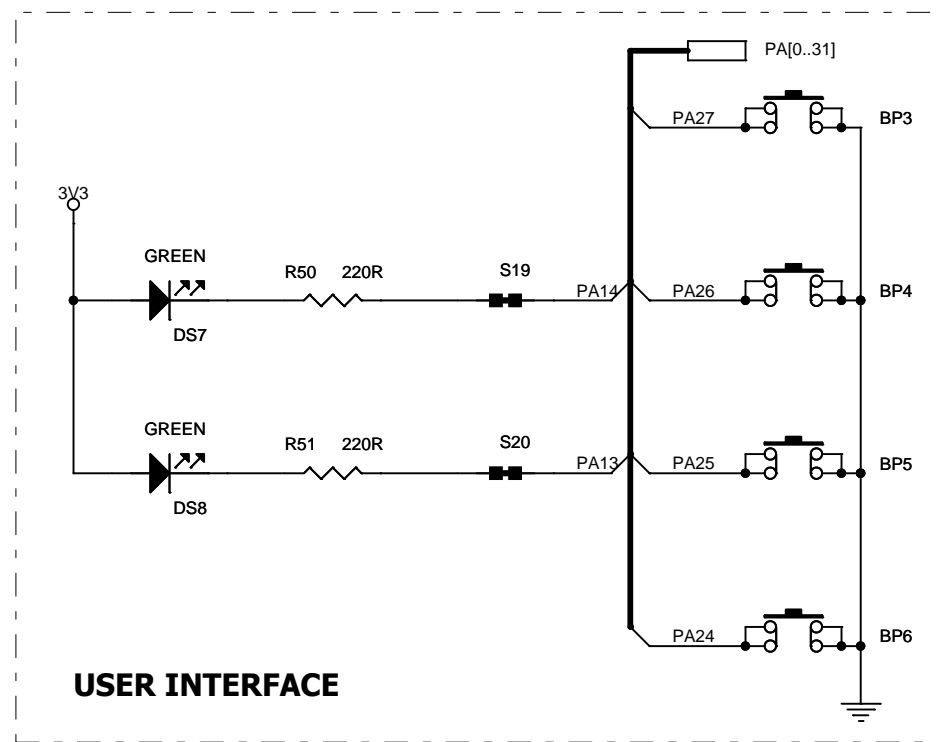 PA[0..31]
PA27 BP3
3V3
GREEN
R50 220R S19
PA14 PA26 BP4
DS7
GREEN
R51 220R S20
PA13 PA25 BP5
DS8
PA24 BP6
USER INTERFACE